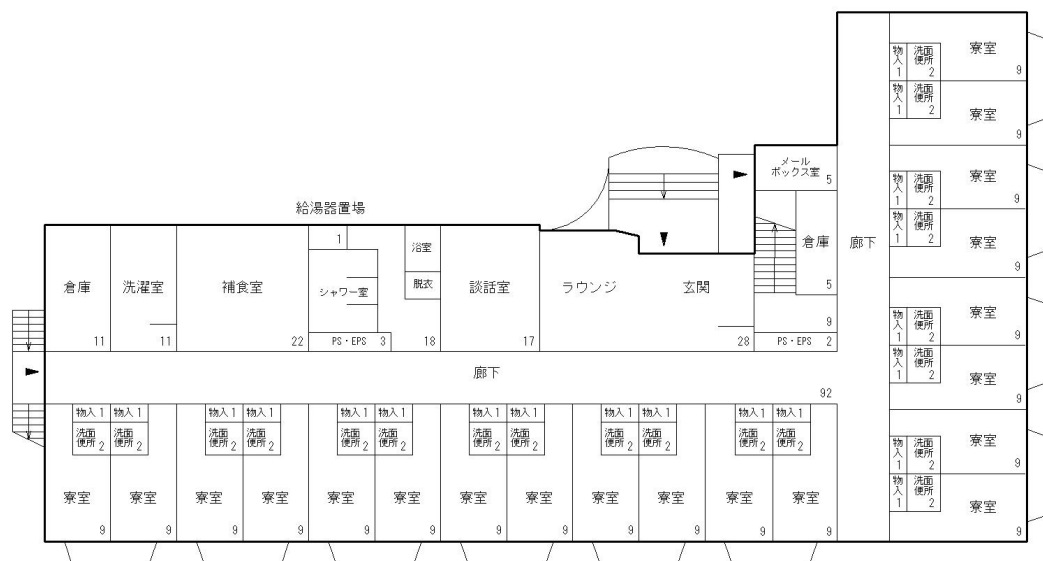 物
入
1
洗面
便所
2
寮室
9
物
入
1
洗面
便所
2
寮室
9
メール
ボックス室
5
物
入
1
洗面
便所
2
寮室
9
物
入
1
洗面
便所
2
寮室
9
給湯器置場
倉庫
5
廊下
倉庫
11
洗濯室
11
補食室
22
1
シャワー室
PS・EPS 3
浴室
脱衣
18
談話室
17
ラウンジ
玄関
28
9
PS・EPS 2
物
入
1
洗面
便所
2
寮室
9
物
入
1
洗面
便所
2
寮室
9
廊下
92
物
入
1
洗面
便所
2
寮室
9
物
入
1
洗面
便所
2
寮室
9
物入 1
物入 1
物入 1
物入 1
物入 1
物入 1
物入 1
物入 1
物入 1
物入 1
物入 1
物入 1
洗面
便所 2
洗面
便所 2
洗面
便所 2
洗面
便所 2
洗面
便所 2
洗面
便所 2
洗面
便所 2
洗面
便所 2
洗面
便所 2
洗面
便所 2
洗面
便所 2
洗面
便所 2
寮室
9
寮室
9
寮室
9
寮室
9
寮室
9
寮室
9
寮室
9
寮室
9
寮室
9
寮室
9
寮室
9
寮室
9